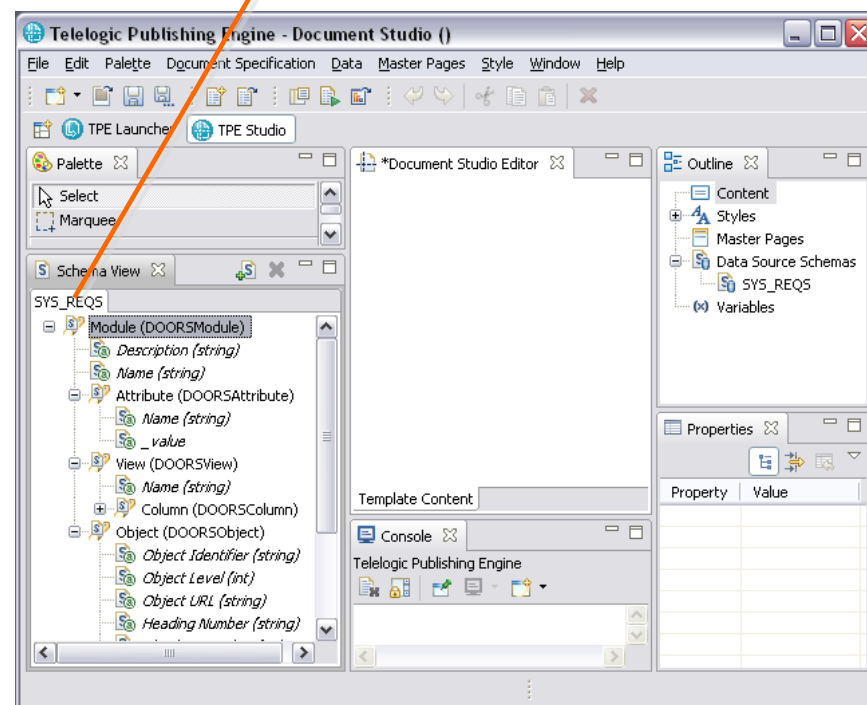 Telelogic Publishing Engine - Document Studio ()
File Edit Palette Document Specification Data Master Pages Style Window Help
TPE Launcher TPE Studio
Palette
Select
Marquee
Schema View
SYS_REQS
Module (DOORSModule)
Description (string)
Name (string)
Attribute (DOORSAttribute)
Name (string)
_value
View (DOORSView)
Name (string)
Column (DOORSColumn)
Object (DOORSObject)
Object Identifier (string)
Object Level (int)
Object URL (string)
Heading Number (string)
*Document Studio Editor
Template Content
Console
Telelogic Publishing Engine
Outline
Content
Styles
Master Pages
Data Source Schemas
SYS_REQS
(x) Variables
Properties
Property Value